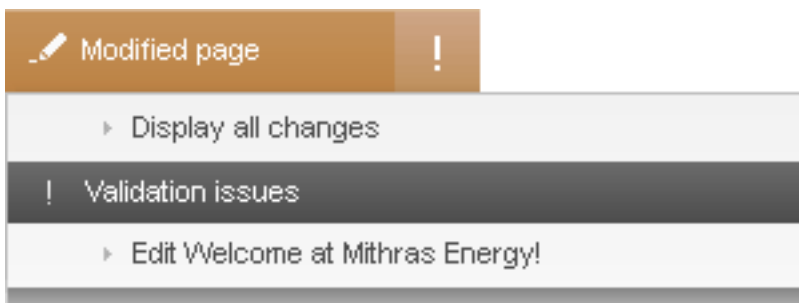 Modified page
!
Display all changes
! Validation issues
Edit Welcome at Mithras Energy!